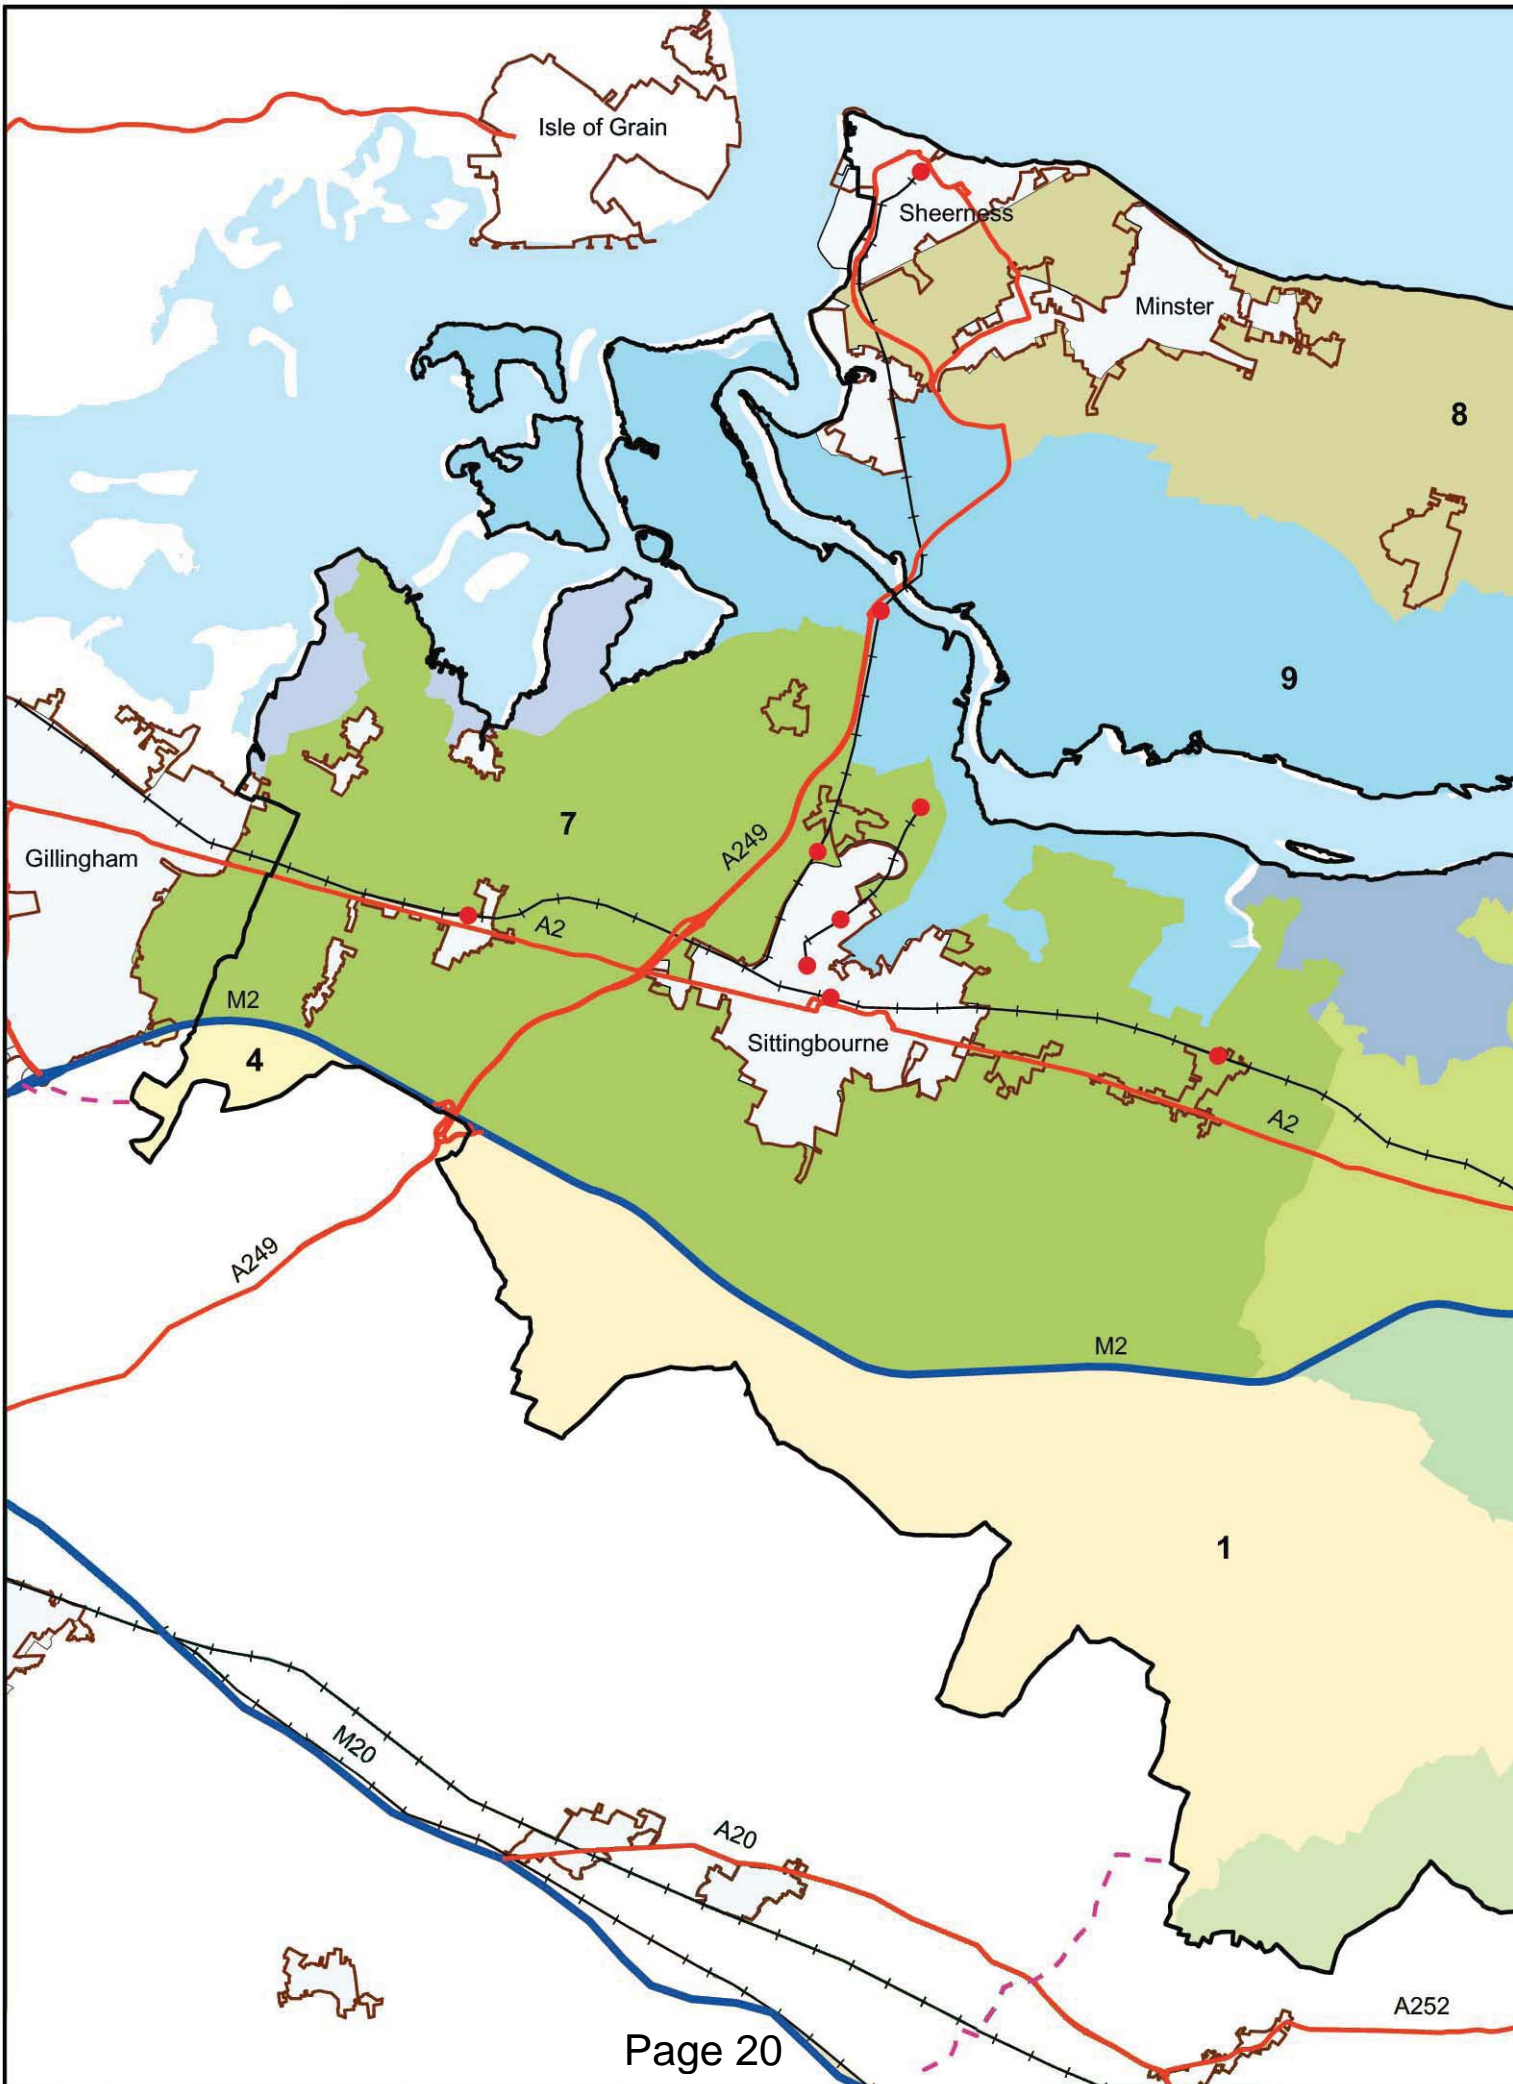 Isle of Grain
Sheerness
Minster
8
9
7
Gillingham
A249
A2
M2
4
Sittingbourne
A2
A249
M2
1
M20
A20
A252
Page 20